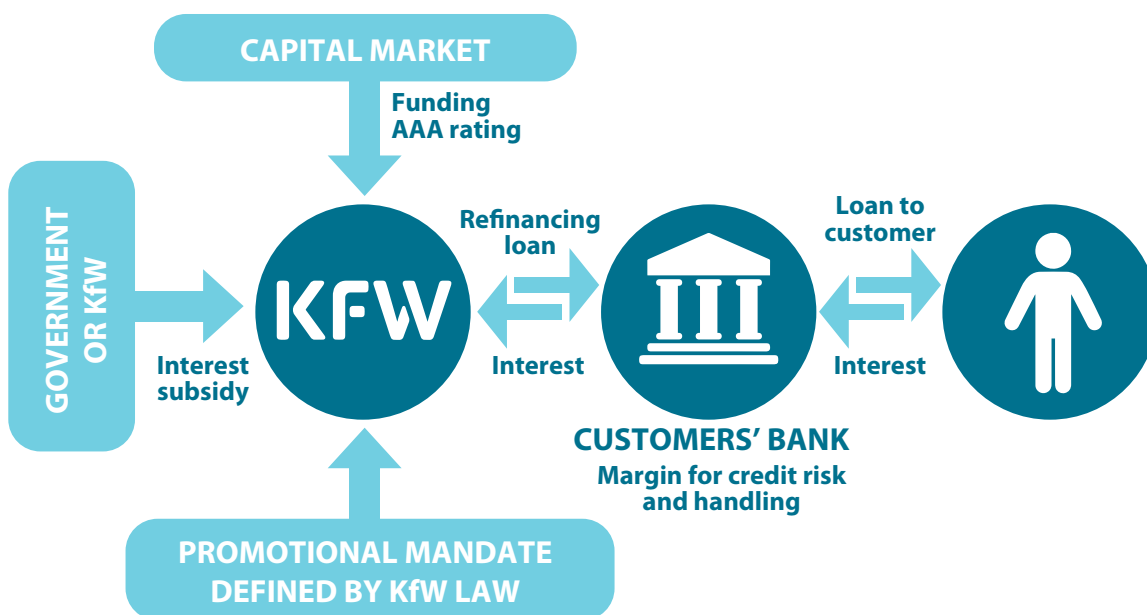 CAPITAL MARKET
Funding
AAA rating
GOVERNMENT
OR KfW
Interest
subsidy
KFW
Refinancing
loan
Interest
Loan to
customer
Interest
CUSTOMERS’ BANK
Margin for credit risk
and handling
PROMOTIONAL MANDATE
DEFINED BY KfW LAW